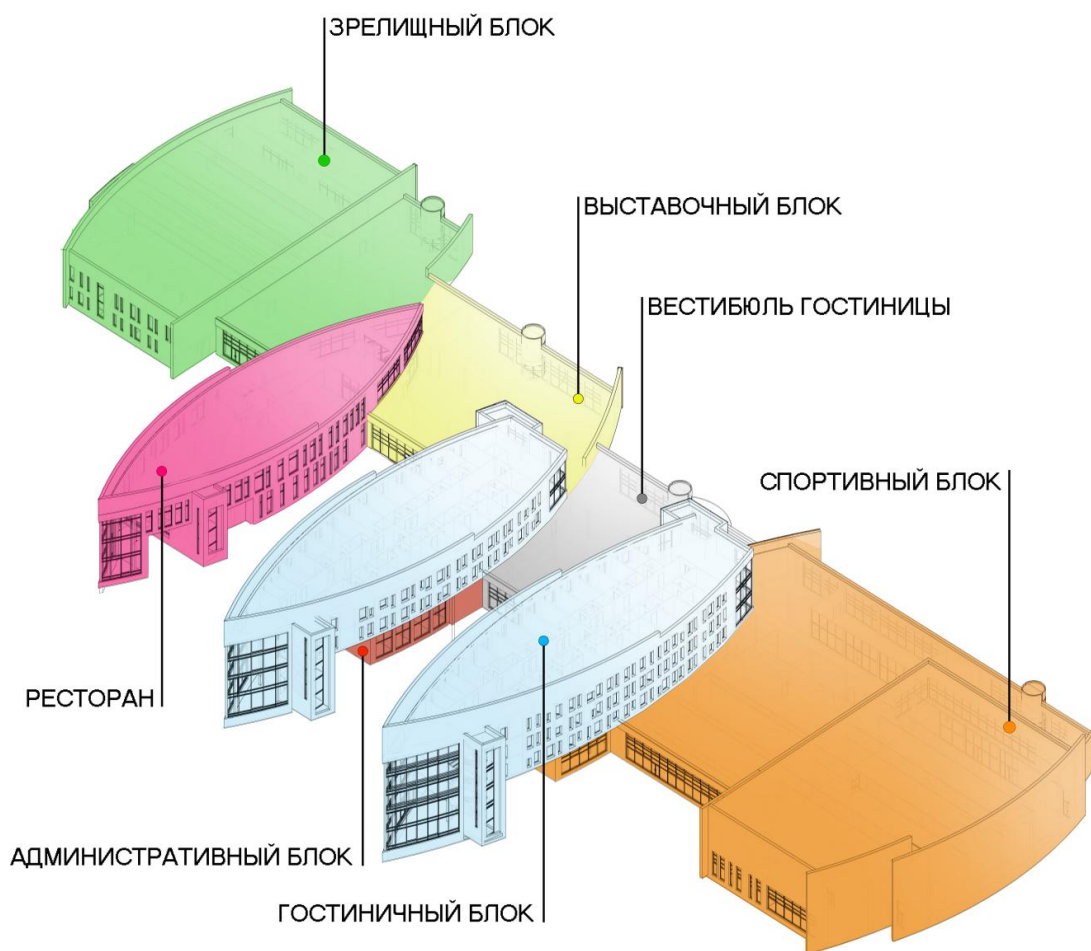 ЗРЕЛИЩНЫЙ БЛОК
ВЫСТАВОЧНЫЙ БЛОК
ВЕСТИБЮЛЬ ГОСТИНИЦЫ
СПОРТИВНЫЙ БЛОК
РЕСТОРАН
АДМИНИСТРАТИВНЫЙ БЛОК
ГОСТИНИЧНЫЙ БЛОК